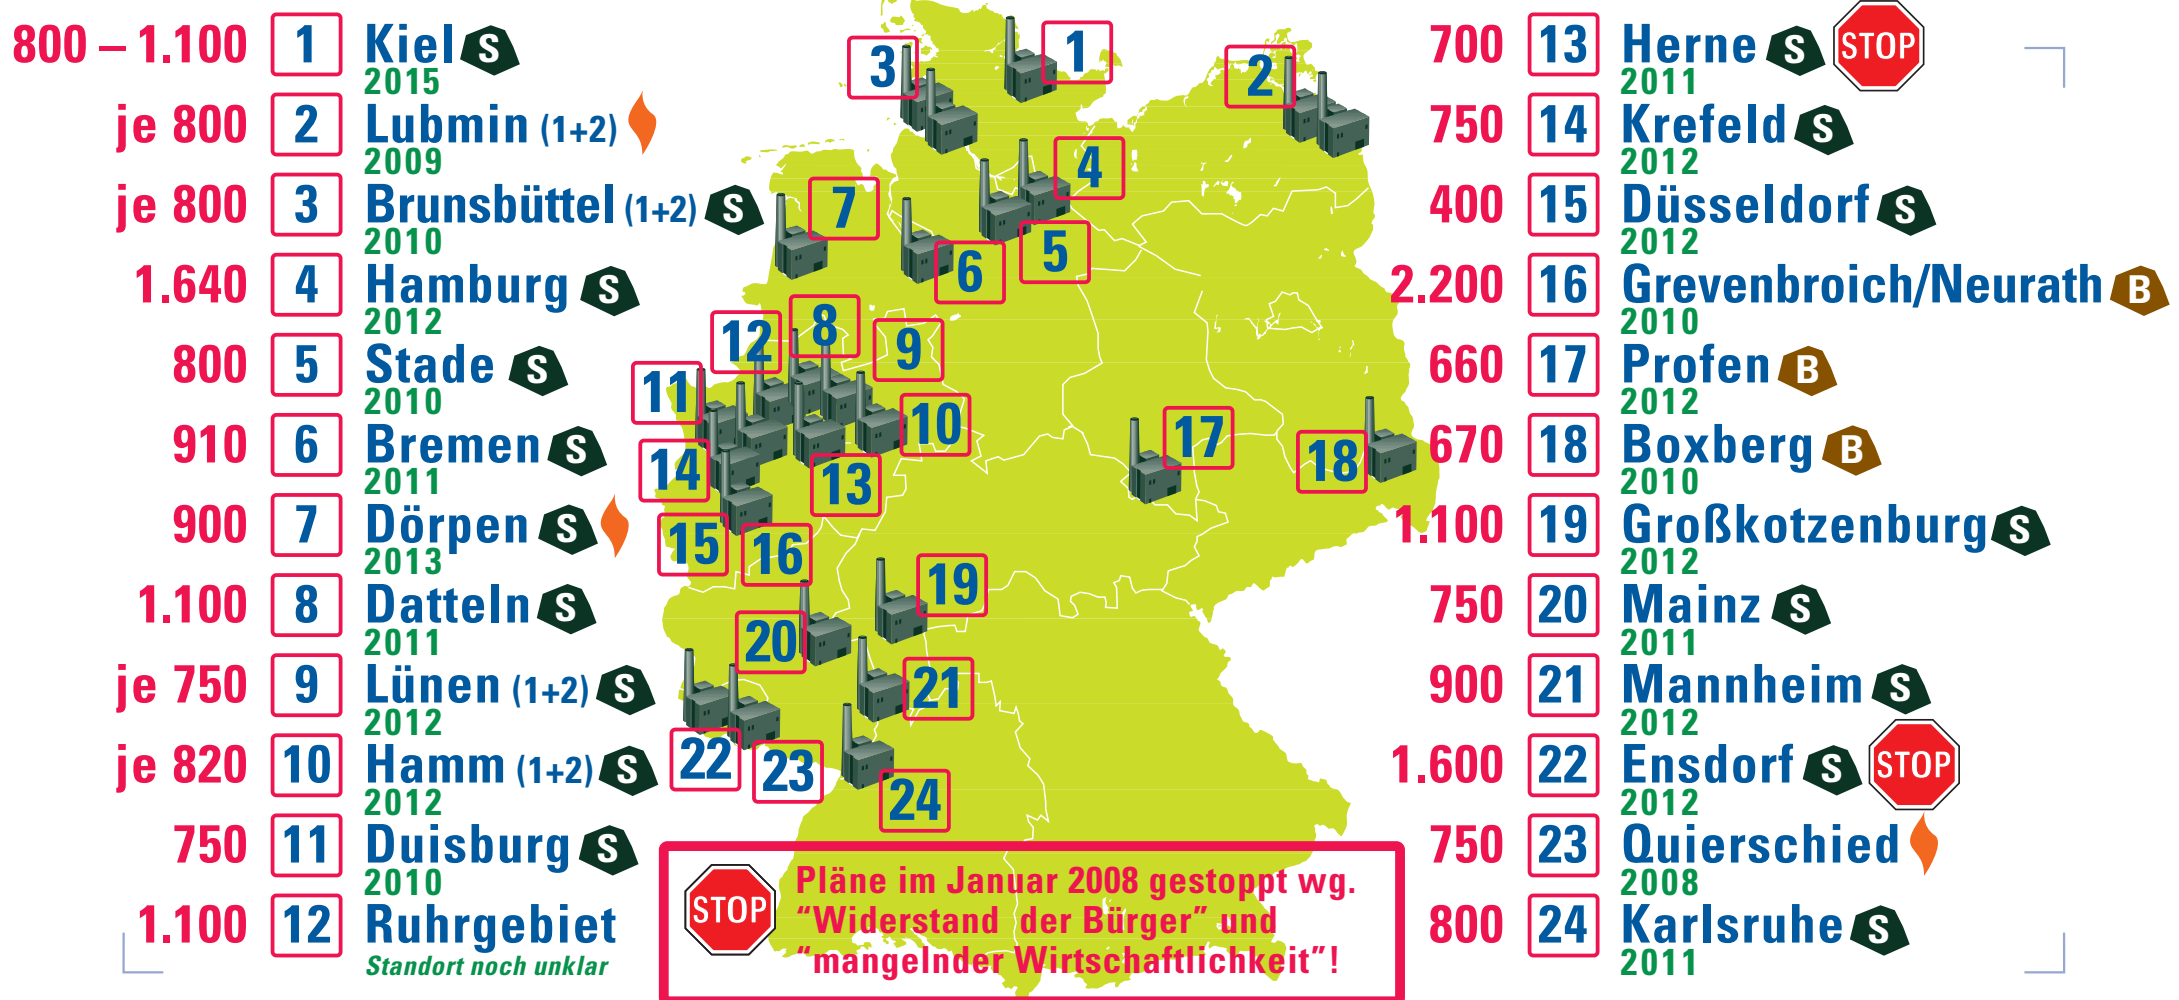 800 – 1.100 1 Kiel S
2015
je 800 2 Lubmin (1+2)
2009
je 800 3 Brunsbüttel (1+2) S
2010
1.640 4 Hamburg S
2012
800 5 Stade S
2010
910 6 Bremen S
2011
900 7 Dörpen S
2013
1.100 8 Datteln S
2011
je 750 9 Lünen (1+2) S
2012
je 820 10 Hamm (1+2) S
2012
750 11 Duisburg S
2010
1.100 12 Ruhrgebiet
Standort noch unklar
1
2
3
4
5
6
7
8
9
10
11
12
13
14
15
16
17
18
19
20
21
22
23
24
STOP
Pläne im Januar 2008 gestoppt wg.
“Widerstand der Bürger” und
“mangelnder Wirtschaftlichkeit”!
700 13 Herne S STOP
2011
750 14 Krefeld S
2012
400 15 Düsseldorf S
2012
2.200 16 Grevenbroich/Neurath B
2010
660 17 Profen B
2012
670 18 Boxberg B
2010
1.100 19 Großkotzenburg S
2012
750 20 Mainz S
2011
900 21 Mannheim S
2012
1.600 22 Ensdorf S STOP
2012
750 23 Quierschied
2008
800 24 Karlsruhe S
2011